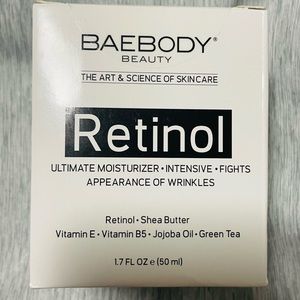 BAEBODY®
BEAUTY
THE ART & SCIENCE OF SKINCARE
Retinol
ULTIMATE MOISTURIZER • INTENSIVE • FIGHTS
APPEARANCE OF WRINKLES
Retinol • Shea Butter
Vitamin E • Vitamin B5 • Jojoba Oil • Green Tea
1.7 FL OZ e (50 ml)